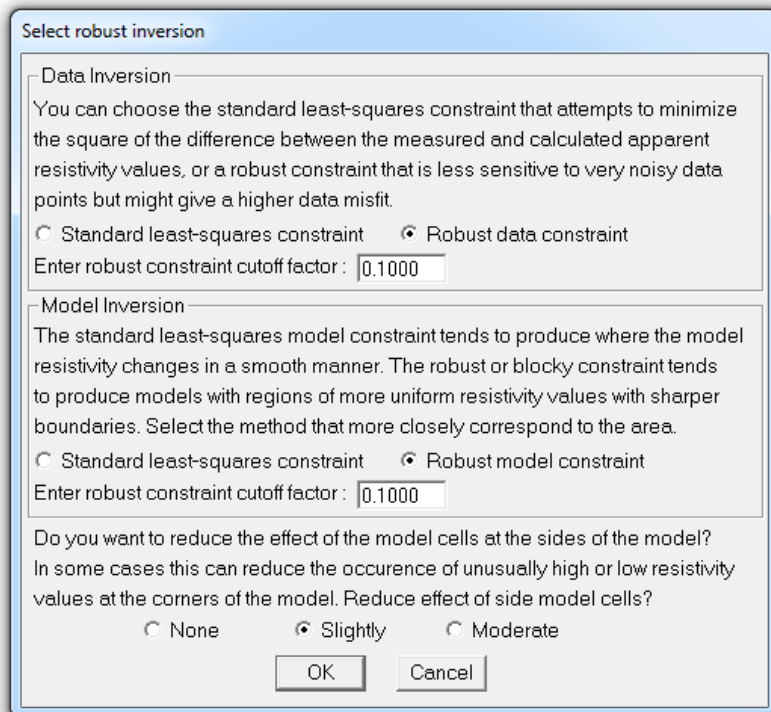 Select robust inversion
Data Inversion
You can choose the standard least-squares constraint that attempts to minimize
the square of the difference between the measured and calculated apparent
resistivity values, or a robust constraint that is less sensitive to very noisy data
points but might give a higher data misfit.
Standard least-squares constraint Robust data constraint
Enter robust constraint cutoff factor : 0.1000
Model Inversion
The standard least-squares model constraint tends to produce where the model
resistivity changes in a smooth manner. The robust or blocky constraint tends
to produce models with regions of more uniform resistivity values with sharper
boundaries. Select the method that more closely correspond to the area.
Standard least-squares constraint Robust model constraint
Enter robust constraint cutoff factor : 0.1000
Do you want to reduce the effect of the model cells at the sides of the model?
In some cases this can reduce the occurence of unusually high or low resistivity
values at the corners of the model. Reduce effect of side model cells?
None Slightly Moderate
OK Cancel